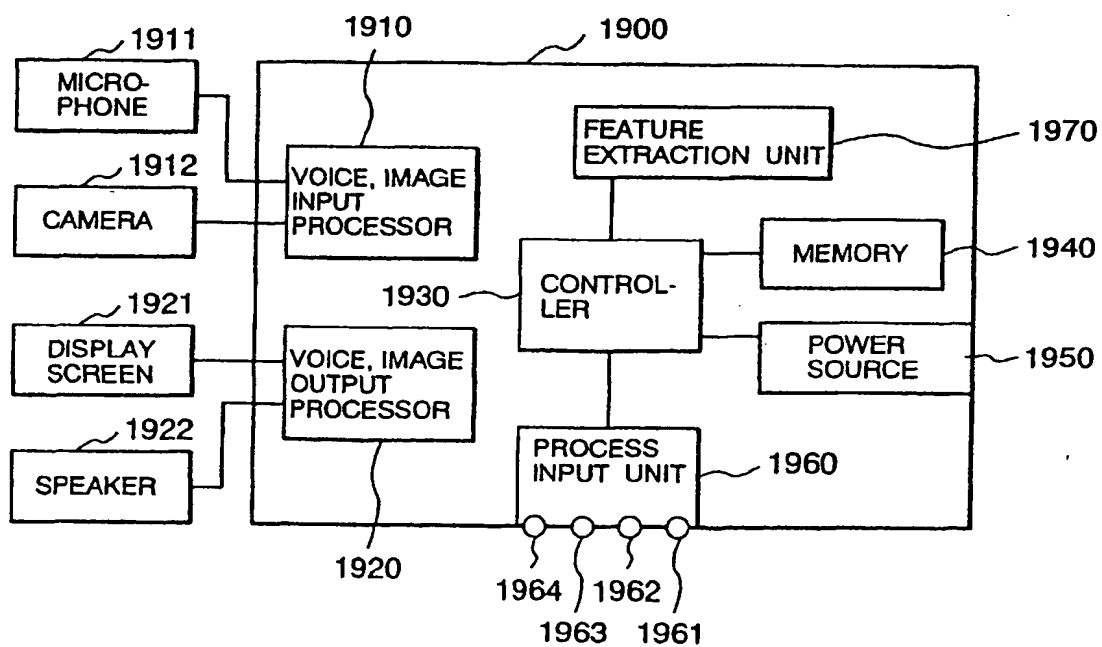 1911
MICRO-
PHONE
1912
CAMERA
1921
DISPLAY
SCREEN
1922
SPEAKER
1910
VOICE, IMAGE
INPUT
PROCESSOR
VOICE, IMAGE
OUTPUT
PROCESSOR
1920
1900
FEATURE
EXTRACTION UNIT
1970
CONTROL-
LER
1930
MEMORY
1940
POWER
SOURCE
1950
PROCESS
INPUT UNIT
1960
1964
1963
1962
1961